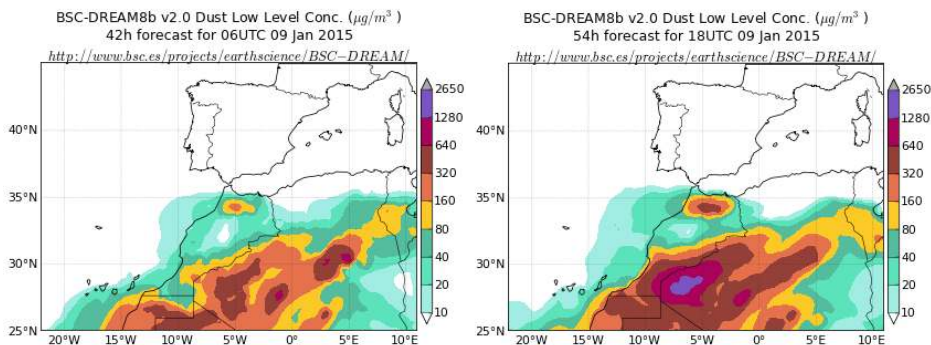 BSC-DREAM8b v2.0 Dust Low Level Conc. (μg/m³ )
42h forecast for 06UTC 09 Jan 2015
http://www.bsc.es/projects/earthscience/BSC−DREAM/
40°N
35°N
30°N
25°N
20°W
15°W
10°W
5°W
0°
5°E
10°E
2650
1280
640
320
160
80
40
20
10
BSC-DREAM8b v2.0 Dust Low Level Conc. (μg/m³ )
54h forecast for 18UTC 09 Jan 2015
http://www.bsc.es/projects/earthscience/BSC−DREAM/
40°N
35°N
30°N
25°N
20°W
15°W
10°W
5°W
0°
5°E
10°E
2650
1280
640
320
160
80
40
20
10